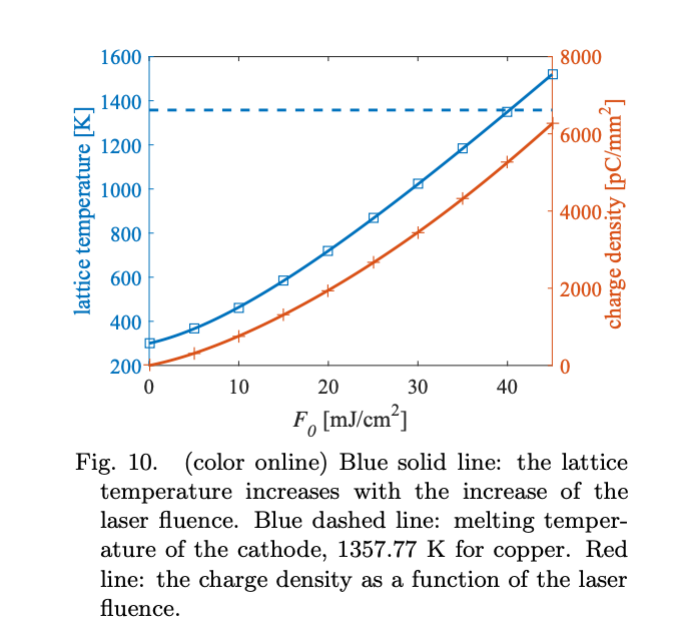 1600
1400
1200
1000
800
600
400
200
lattice temperature [K]
8000
6000
4000
2000
0
charge density [pC/mm²]
0 10 20 30 40
F₀ [mJ/cm²]
Fig. 10. (color online) Blue solid line: the lattice
temperature increases with the increase of the
laser fluence. Blue dashed line: melting temper-
ature of the cathode, 1357.77 K for copper. Red
line: the charge density as a function of the laser
fluence.